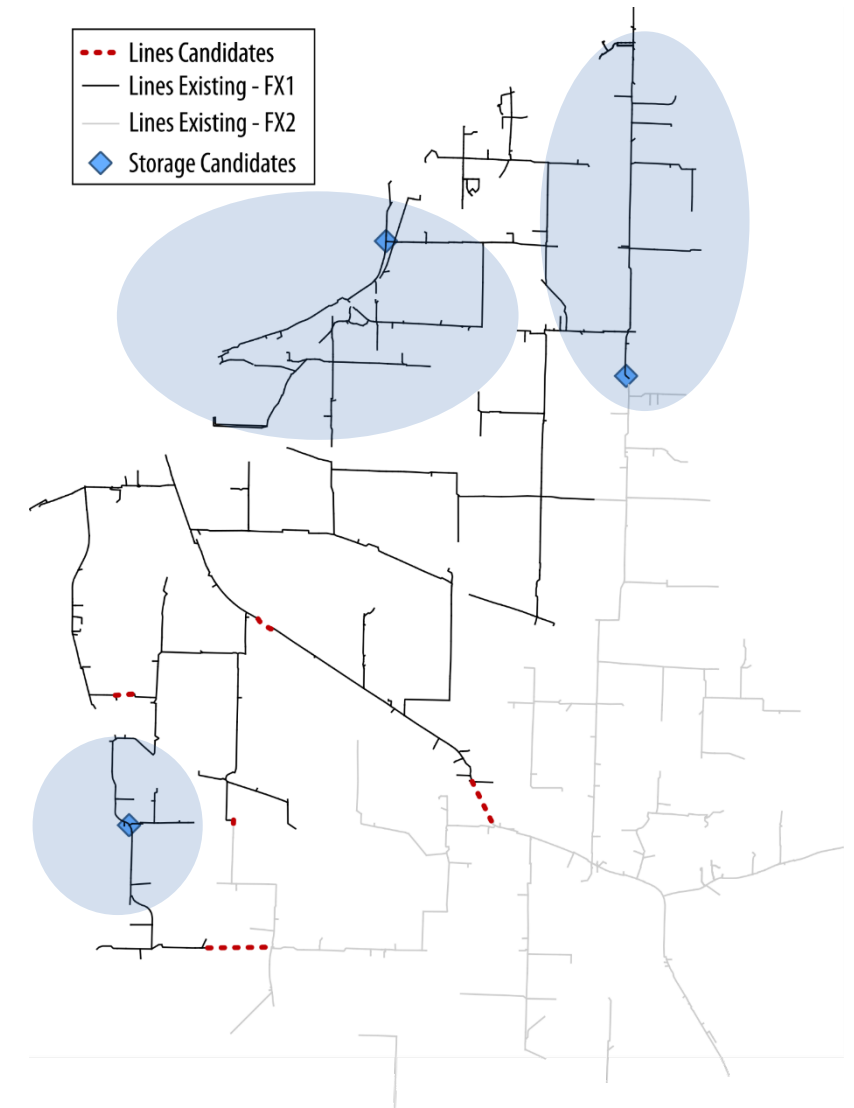 Lines Candidates
Lines Existing - FX1
Lines Existing - FX2
Storage Candidates